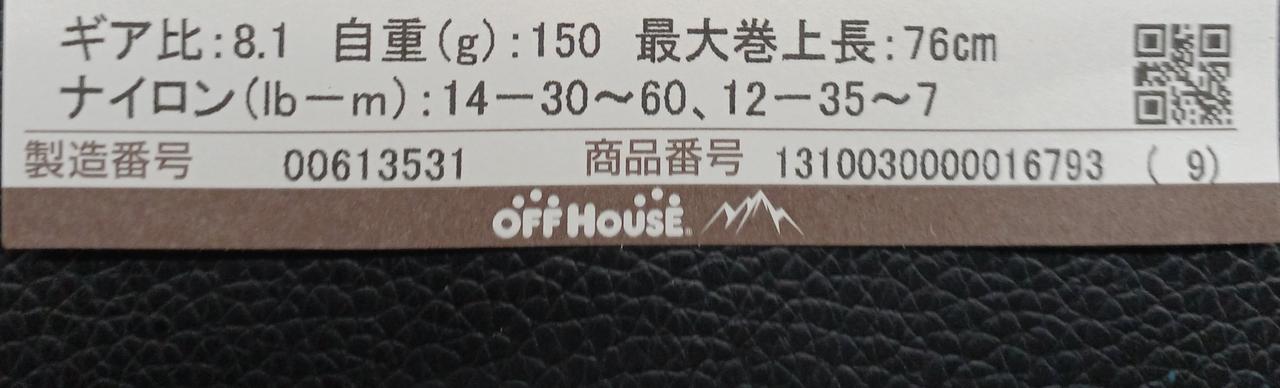 ギア比:8.1 自重(g):150 最大巻上長:76cm
ナイロン(lb－m):14－30～60、12－35～7
製造番号 00613531 商品番号 1310030000016793 ( 9)
OFF HOUSE